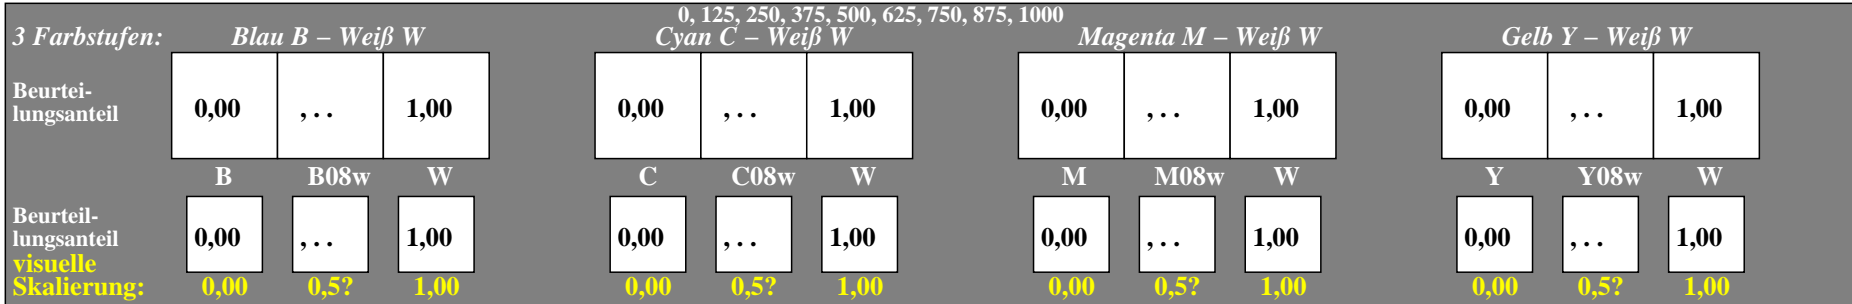 0, 125, 250, 375, 500, 625, 750, 875, 1000
3 Farbstufen: Blau B – Weiß W Cyan C – Weiß W Magenta M – Weiß W Gelb Y – Weiß W
Beurtei-
lungsanteil 0,00 , . . 1,00 0,00 , . . 1,00 0,00 , . . 1,00 0,00 , . . 1,00
B B08w W C C08w W M M08w W Y Y08w W
Beurteil-
lungsanteil 0,00 , . . 1,00 0,00 , . . 1,00 0,00 , . . 1,00 0,00 , . . 1,00
visuelle
Skalierung: 0,00 0,5? 1,00 0,00 0,5? 1,00 0,00 0,5? 1,00 0,00 0,5? 1,00